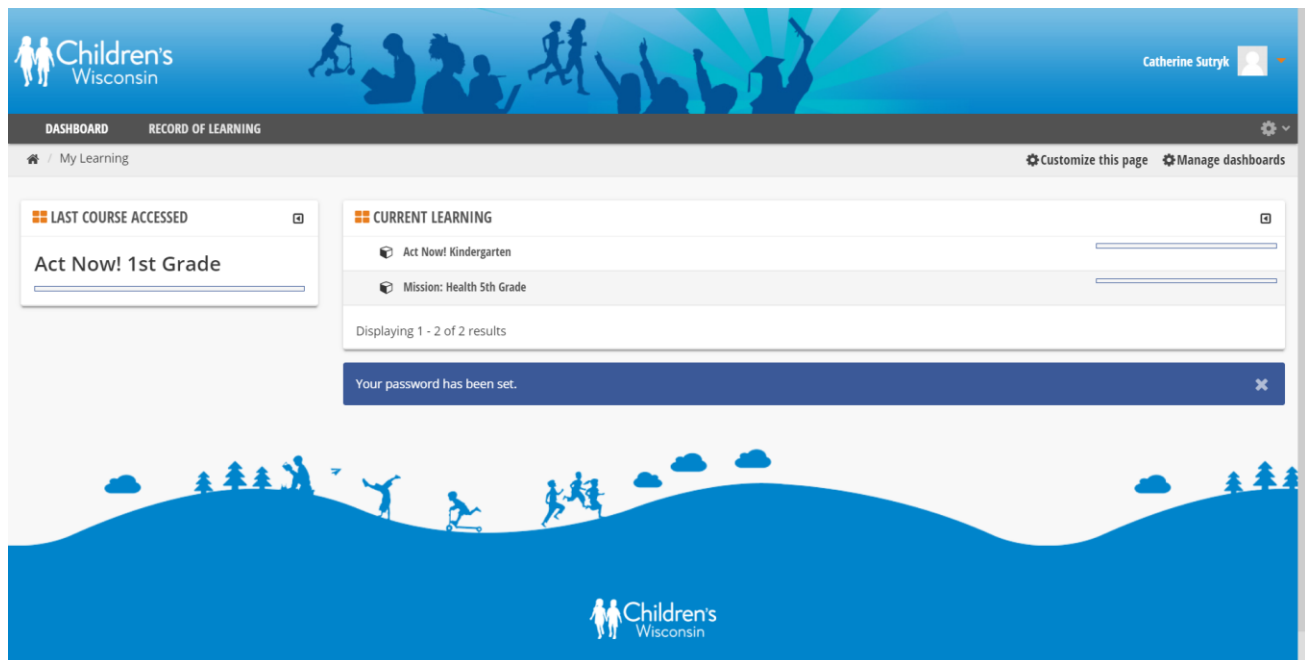 Children's
Wisconsin
Catherine Sutryk
DASHBOARD RECORD OF LEARNING
/ My Learning
Customize this page Manage dashboards
LAST COURSE ACCESSED
Act Now! 1st Grade
CURRENT LEARNING
Act Now! Kindergarten
Mission: Health 5th Grade
Displaying 1 - 2 of 2 results
Your password has been set.
Children's
Wisconsin